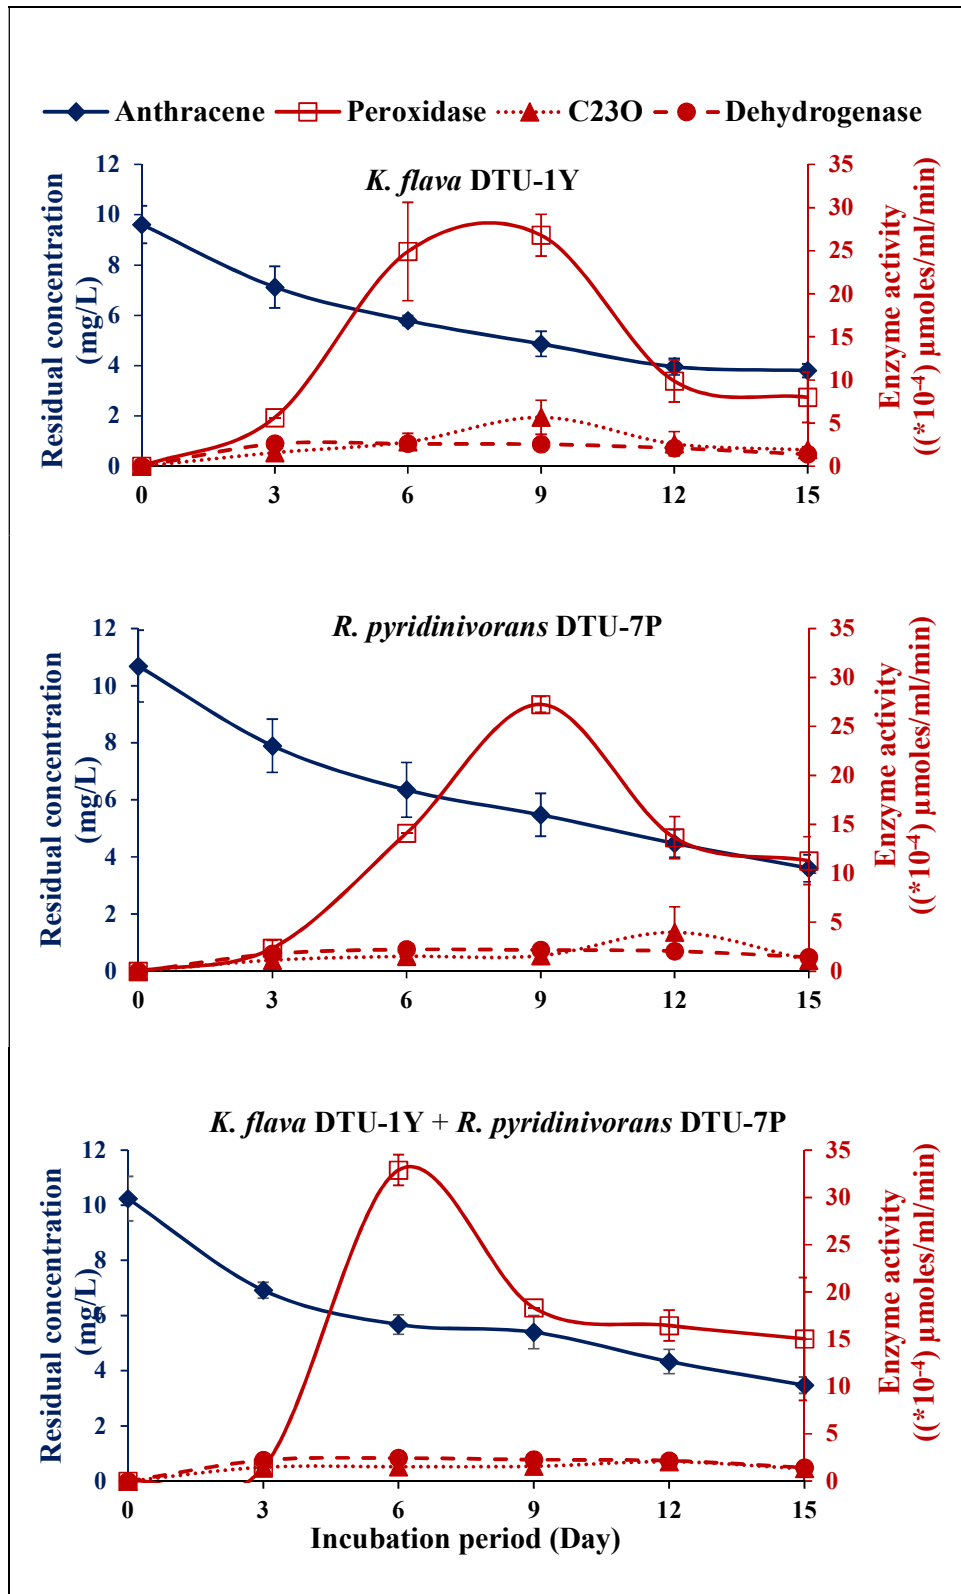 Anthracene Peroxidase C23O Dehydrogenase
K. flava DTU-1Y
Residual concentration
(mg/L)
12
10
8
6
4
2
0
35
30
25
20
15
10
5
0
Enzyme activity
((*10-4) µmoles/ml/min)
0 3 6 9 12 15
R. pyridinivorans DTU-7P
Residual concentration
(mg/L)
12
10
8
6
4
2
0
35
30
25
20
15
10
5
0
Enzyme activity
((*10-4) µmoles/ml/min)
0 3 6 9 12 15
K. flava DTU-1Y + R. pyridinivorans DTU-7P
Residual concentration
(mg/L)
12
10
8
6
4
2
0
35
30
25
20
15
10
5
0
Enzyme activity
((*10-4) µmoles/ml/min)
0 3 6 9 12 15
Incubation period (Day)